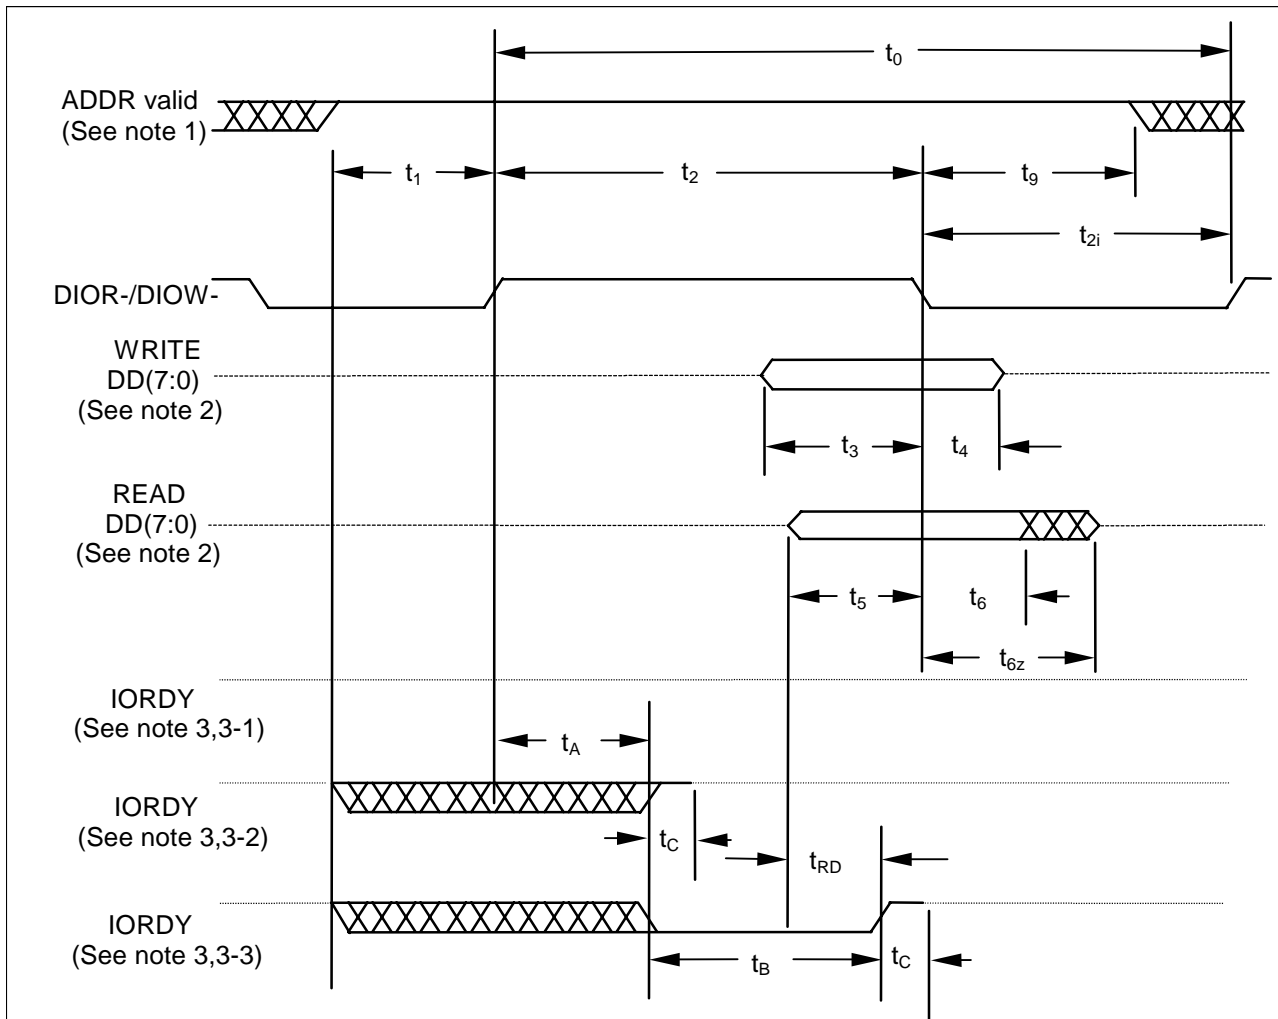 t0
ADDR valid
(See note 1)
t1
t2
t9
t2i
DIOR-/DIOW-
WRITE
DD(7:0)
(See note 2)
t3
t4
READ
DD(7:0)
(See note 2)
t5
t6
t6z
IORDY
(See note 3,3-1)
tA
IORDY
(See note 3,3-2)
tC
tRD
IORDY
(See note 3,3-3)
tB
tC